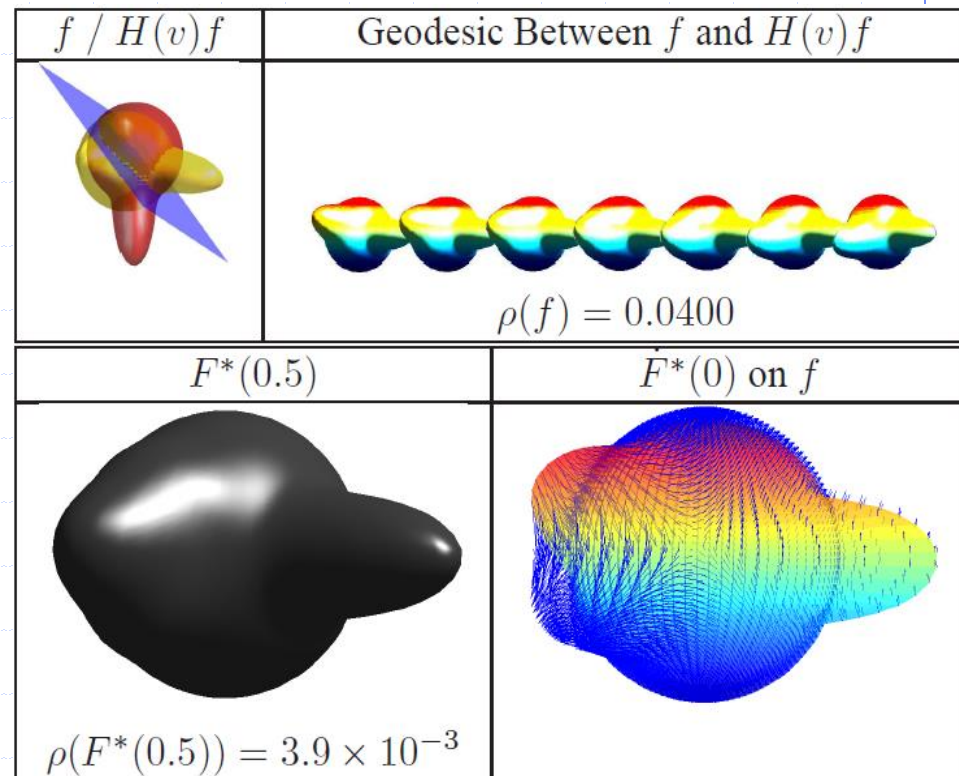 f / H(v)f
Geodesic Between f and H(v)f
ρ(f) = 0.0400
F*(0.5)
Ḟ*(0) on f
ρ(F*(0.5)) = 3.9 × 10⁻³